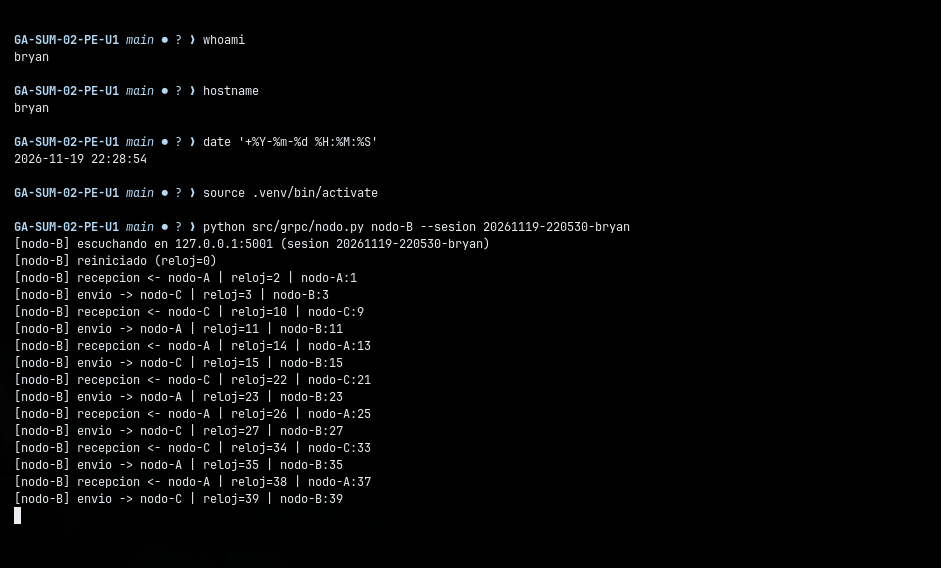 GA-SUM-02-PE-U1 main ● ? ❯ whoami
bryan
GA-SUM-02-PE-U1 main ● ? ❯ hostname
bryan
GA-SUM-02-PE-U1 main ● ? ❯ date '+%Y-%m-%d %H:%M:%S'
2026-11-19 22:28:54
GA-SUM-02-PE-U1 main ● ? ❯ source .venv/bin/activate
GA-SUM-02-PE-U1 main ● ? ❯ python src/grpc/nodo.py nodo-B --sesion 20261119-220530-bryan
[nodo-B] escuchando en 127.0.0.1:5001 (sesion 20261119-220530-bryan)
[nodo-B] reiniciado (reloj=0)
[nodo-B] recepcion <- nodo-A | reloj=2 | nodo-A:1
[nodo-B] envio -> nodo-C | reloj=3 | nodo-B:3
[nodo-B] recepcion <- nodo-C | reloj=10 | nodo-C:9
[nodo-B] envio -> nodo-A | reloj=11 | nodo-B:11
[nodo-B] recepcion <- nodo-A | reloj=14 | nodo-A:13
[nodo-B] envio -> nodo-C | reloj=15 | nodo-B:15
[nodo-B] recepcion <- nodo-C | reloj=22 | nodo-C:21
[nodo-B] envio -> nodo-A | reloj=23 | nodo-B:23
[nodo-B] recepcion <- nodo-A | reloj=26 | nodo-A:25
[nodo-B] envio -> nodo-C | reloj=27 | nodo-B:27
[nodo-B] recepcion <- nodo-C | reloj=34 | nodo-C:33
[nodo-B] envio -> nodo-A | reloj=35 | nodo-B:35
[nodo-B] recepcion <- nodo-A | reloj=38 | nodo-A:37
[nodo-B] envio -> nodo-C | reloj=39 | nodo-B:39